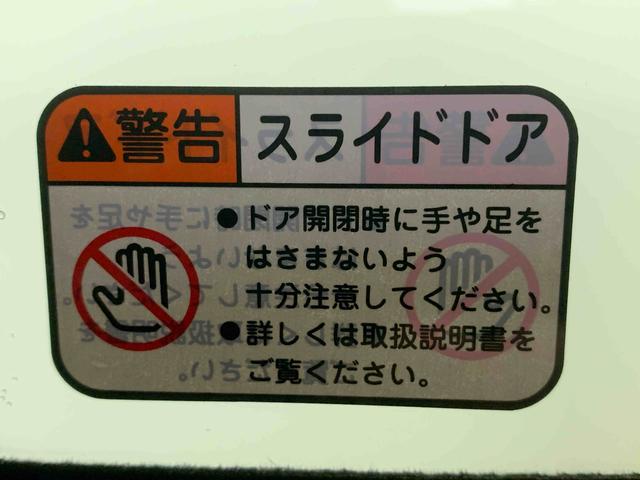 警告 スライドドア
●ドア開閉時に手や足を
はさまないよう
十分注意してください。
●詳しくは取扱説明書を
ご覧ください。